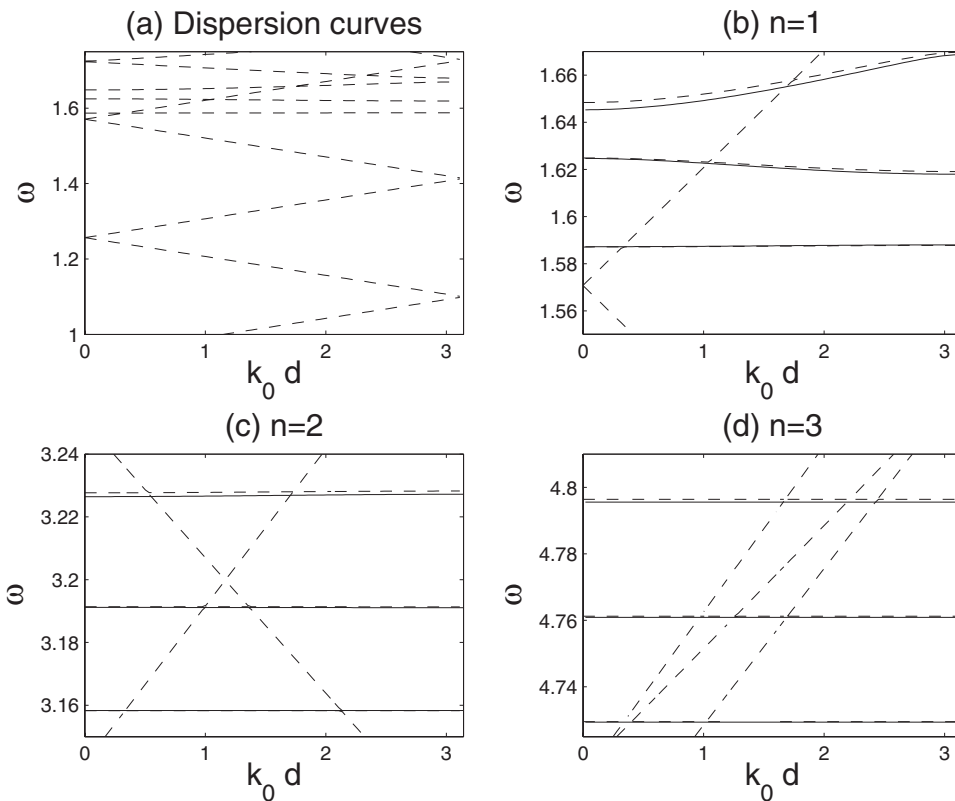 (a) Dispersion curves
1.6
1.4
1.2
1
ω
0 1 2 3
k0 d
(b) n=1
1.66
1.64
1.62
1.6
1.58
1.56
ω
0 1 2 3
k0 d
(c) n=2
3.24
3.22
3.2
3.18
3.16
ω
0 1 2 3
k0 d
(d) n=3
4.8
4.78
4.76
4.74
ω
0 1 2 3
k0 d